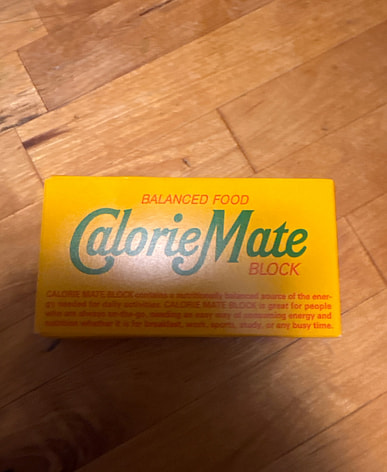 BALANCED FOOD
CalorieMate
BLOCK
CALORIE MATE BLOCK contains a nutritionally balanced source of the ener-
gy needed for daily activities. CALORIE MATE BLOCK is great for people
who are always on-the-go, needing an easy way of consuming energy and
nutrition whether it is for breakfast, work, sports, study, or any busy time.